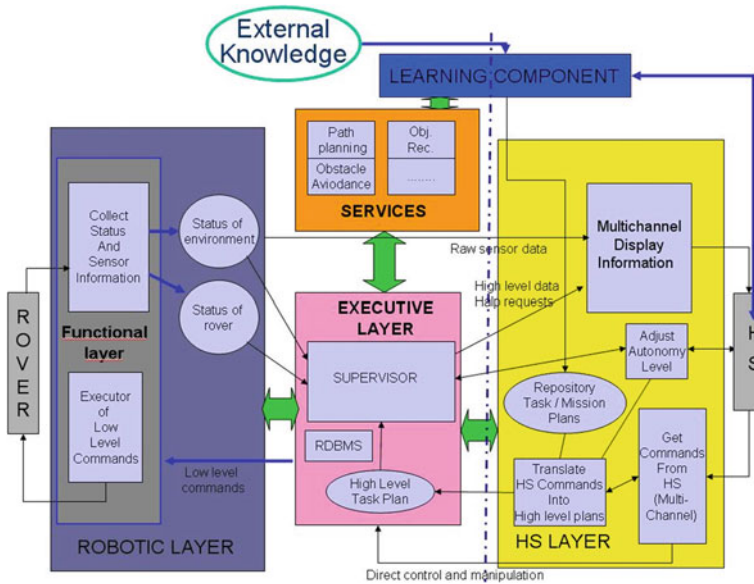 External
Knowledge
LEARNING COMPONENT
Path
planning
Obstacle
Aviodance
Obj.
Rec.
........
SERVICES
Collect
Status
And
Sensor
Information
Functional
layer
Executor
of
Low
Level
Commands
ROVER
Status of
environment
Status of
rover
Low level
commands
ROBOTIC LAYER
EXECUTIVE
LAYER
SUPERVISOR
RDBMS
High Level
Task Plan
Raw sensor data
High level data
Halp requests
Multichannel
Display
Information
Adjust
Autonomy
Level
Repository
Task / Mission
Plans
Translate
HS Commands
Into
High level plans
Get
Commands
From
HS
(Multi-
Channel)
HS LAYER
H
S
Direct control and manipulation